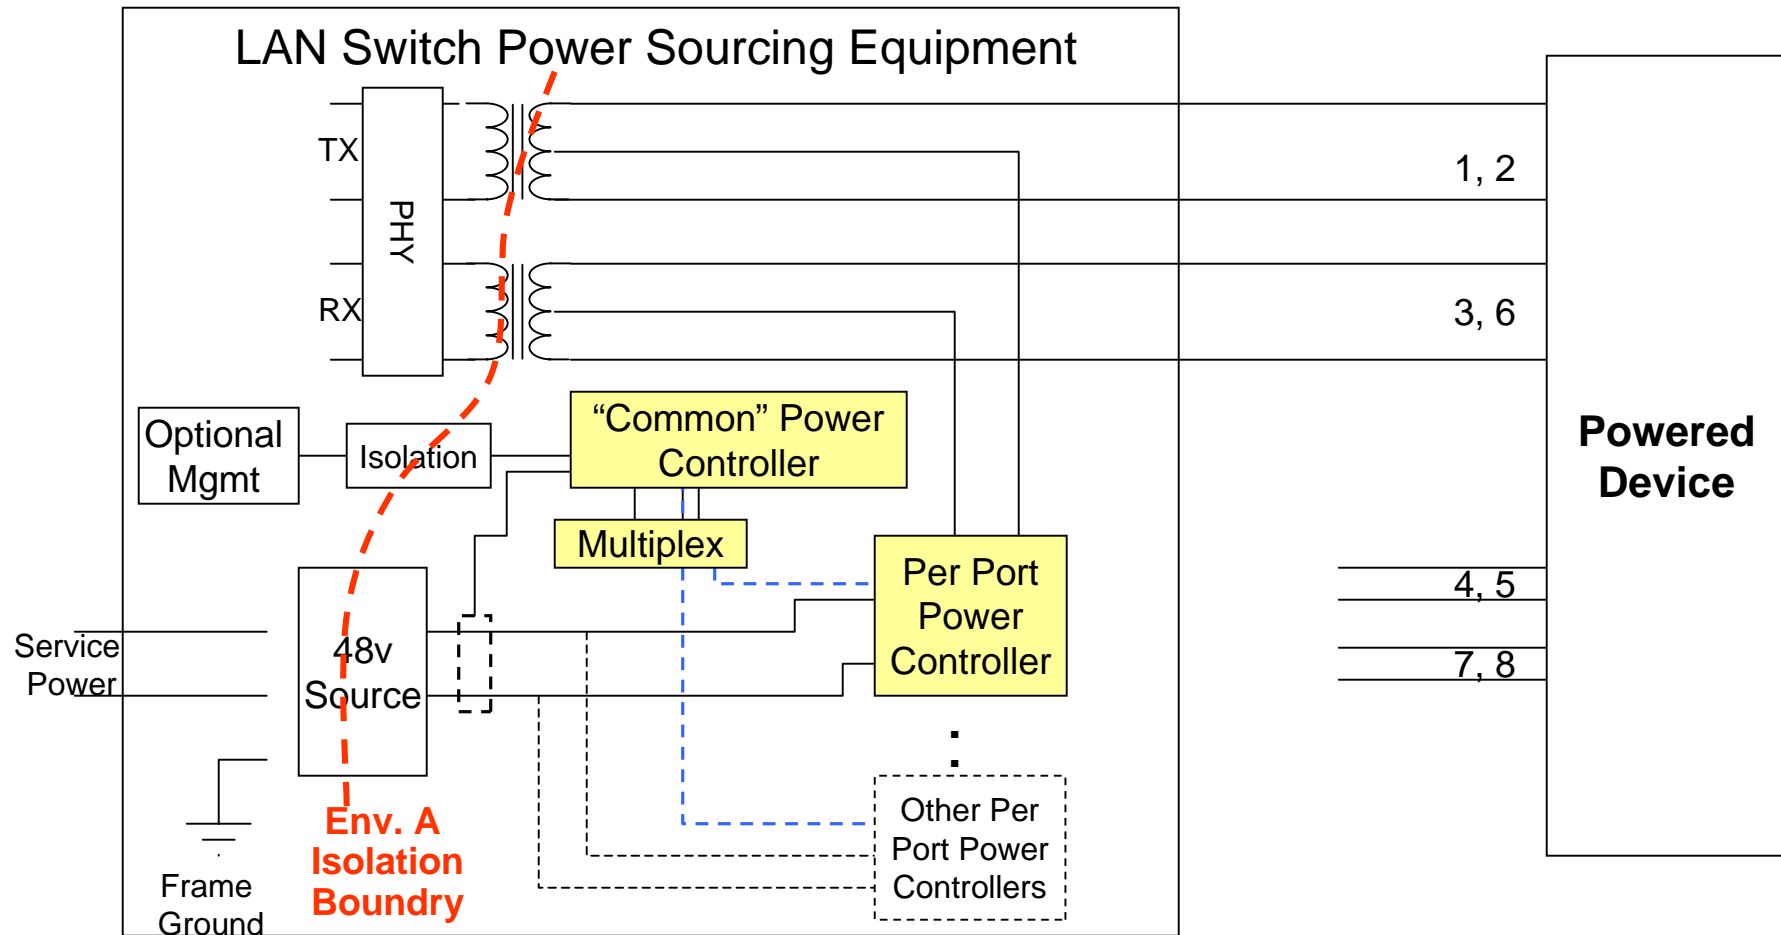 LAN Switch Power Sourcing Equipment
TX
PHY
1, 2
RX
3, 6
Optional
Mgmt
Isolation
“Common” Power
Controller
Powered
Device
Multiplex
Per Port
Power
Controller
4, 5
7, 8
Service
Power
48v
Source
Env. A
Isolation
Boundry
Frame
Ground
Other Per
Port Power
Controllers